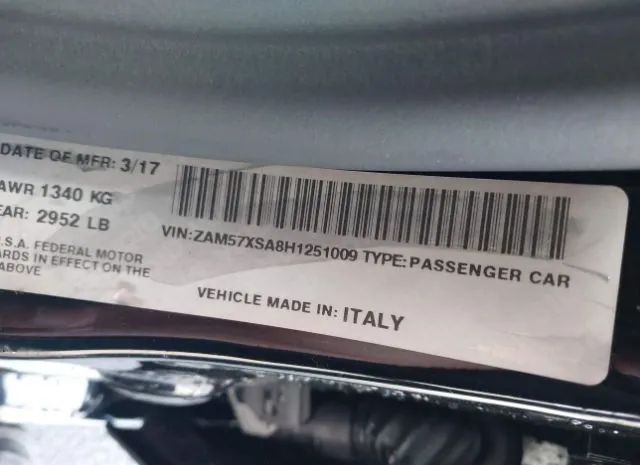 DATE OF MFR: 3/17
AWR 1340 KG
EAR: 2952 LB
VIN:ZAM57XSA8H1251009 TYPE:PASSENGER CAR
.S.A. FEDERAL MOTOR
ARDS IN EFFECT ON THE
ABOVE
VEHICLE MADE IN: ITALY